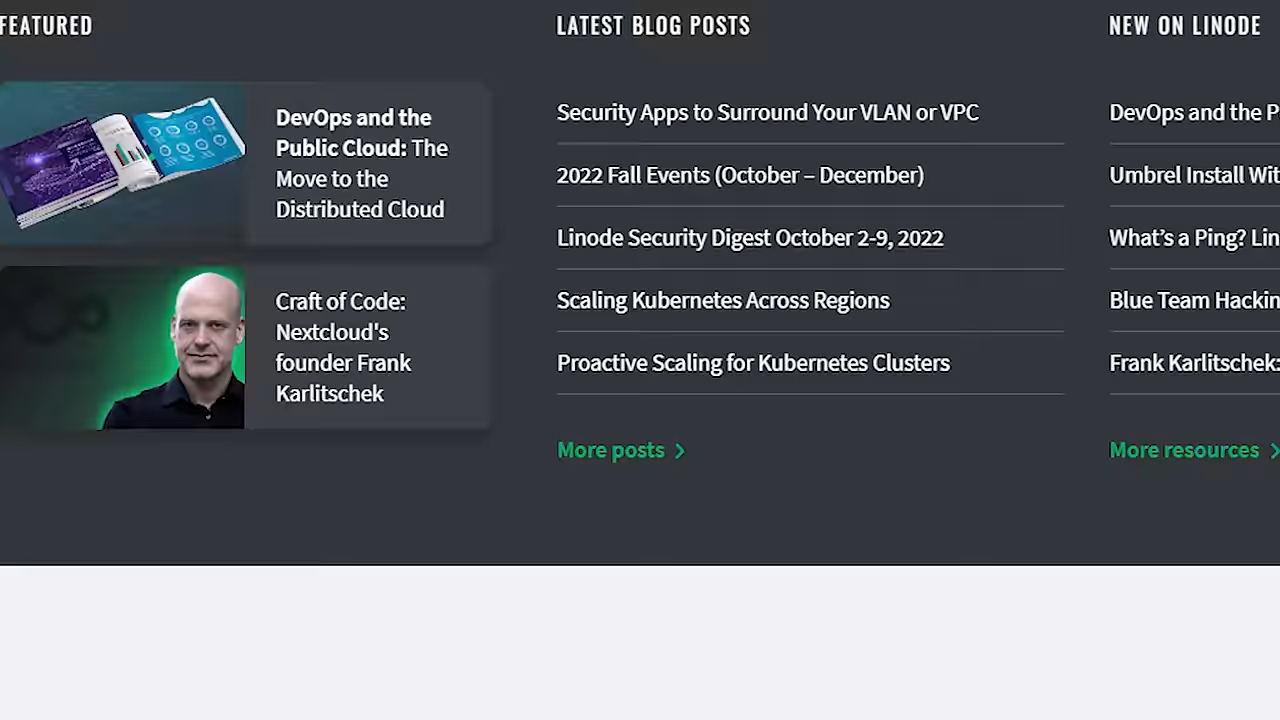 FEATURED
DevOps and the
Public Cloud: The
Move to the
Distributed Cloud
Craft of Code:
Nextcloud's
founder Frank
Karlitschek
LATEST BLOG POSTS
Security Apps to Surround Your VLAN or VPC
2022 Fall Events (October – December)
Linode Security Digest October 2-9, 2022
Scaling Kubernetes Across Regions
Proactive Scaling for Kubernetes Clusters
More posts
NEW ON LINODE
DevOps and the P
Umbrel Install Wit
What’s a Ping? Lin
Blue Team Hackin
Frank Karlitschek:
More resources